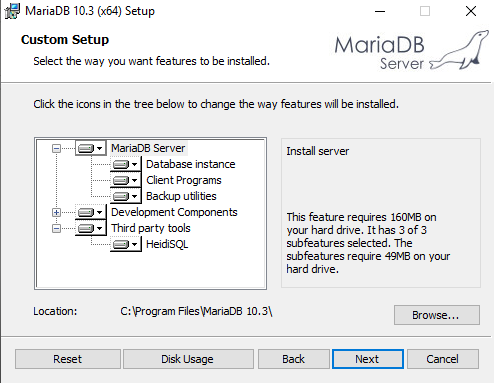 MariaDB 10.3 (x64) Setup
Custom Setup
Select the way you want features to be installed.
MariaDB
Server
Click the icons in the tree below to change the way features will be installed.
MariaDB Server
Database instance
Client Programs
Backup utilities
Development Components
Third party tools
HeidiSQL
Install server
This feature requires 160MB on
your hard drive. It has 3 of 3
subfeatures selected. The
subfeatures require 49MB on your
hard drive.
Location: C:\Program Files\MariaDB 10.3\
Browse...
Reset Disk Usage Back Next Cancel